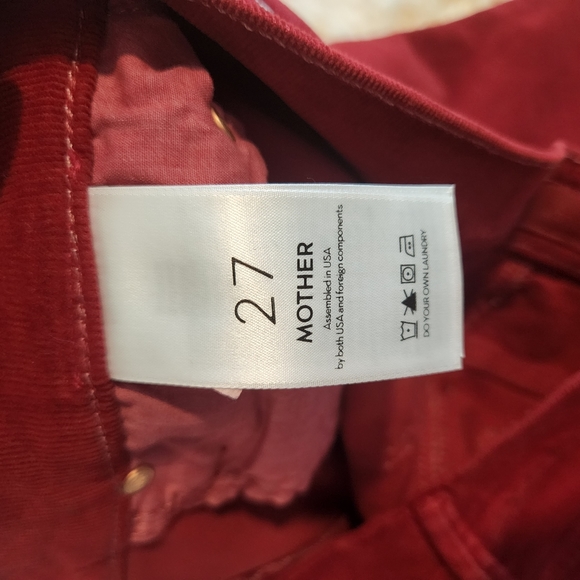 27
MOTHER
Assembled in USA
by both USA and foreign components
DO YOUR OWN LAUNDRY